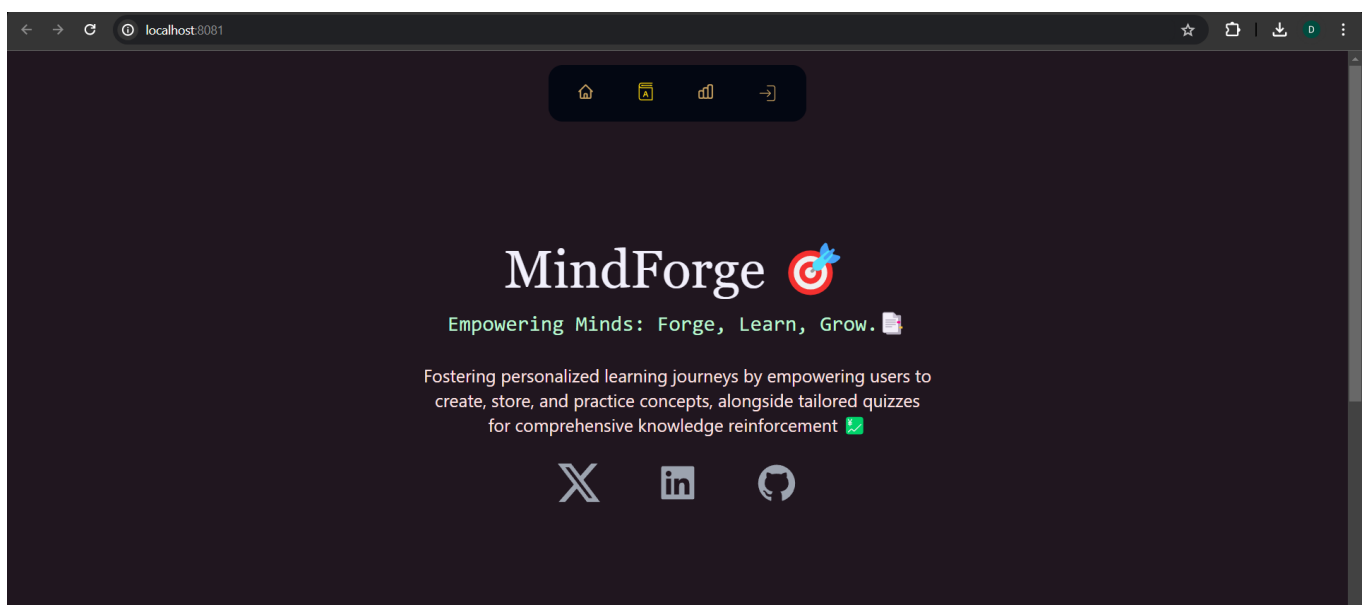 localhost:8081
D
A
MindForge 🎯
Empowering Minds: Forge, Learn, Grow.📑
Fostering personalized learning journeys by empowering users to
create, store, and practice concepts, alongside tailored quizzes
for comprehensive knowledge reinforcement 💹
in